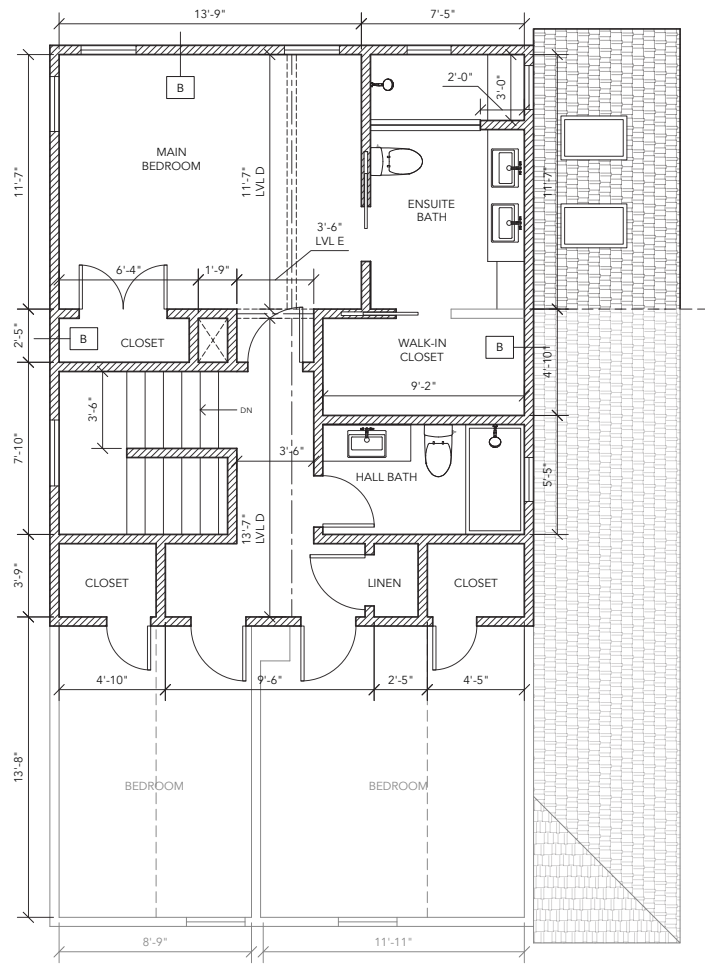 13'-9"
7'-5"
B
2'-0"
3'-0"
MAIN
BEDROOM
11'-7"
11'-7"
LVL D
ENSUITE
BATH
11'-7"
3'-6"
LVL E
6'-4"
1'-9"
2'-5"
B
CLOSET
WALK-IN
CLOSET
B
4'-10"
9'-2"
3'-6"
DN
7'-10"
3'-6"
HALL BATH
5'-5"
13'-7"
LVL D
3'-9"
CLOSET
LINEN
CLOSET
4'-10"
9'-6"
2'-5"
4'-5"
13'-8"
BEDROOM
BEDROOM
8'-9"
11'-11"